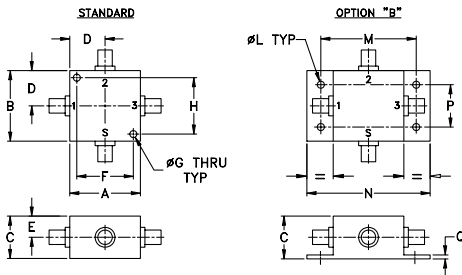 STANDARD
OPTION "B"
D
M
ØL TYP
2
2
D
B
1
3
H
1
3
P
S
S
ØG THRU
TYP
F
A
=
=
N
E
C
C
Q